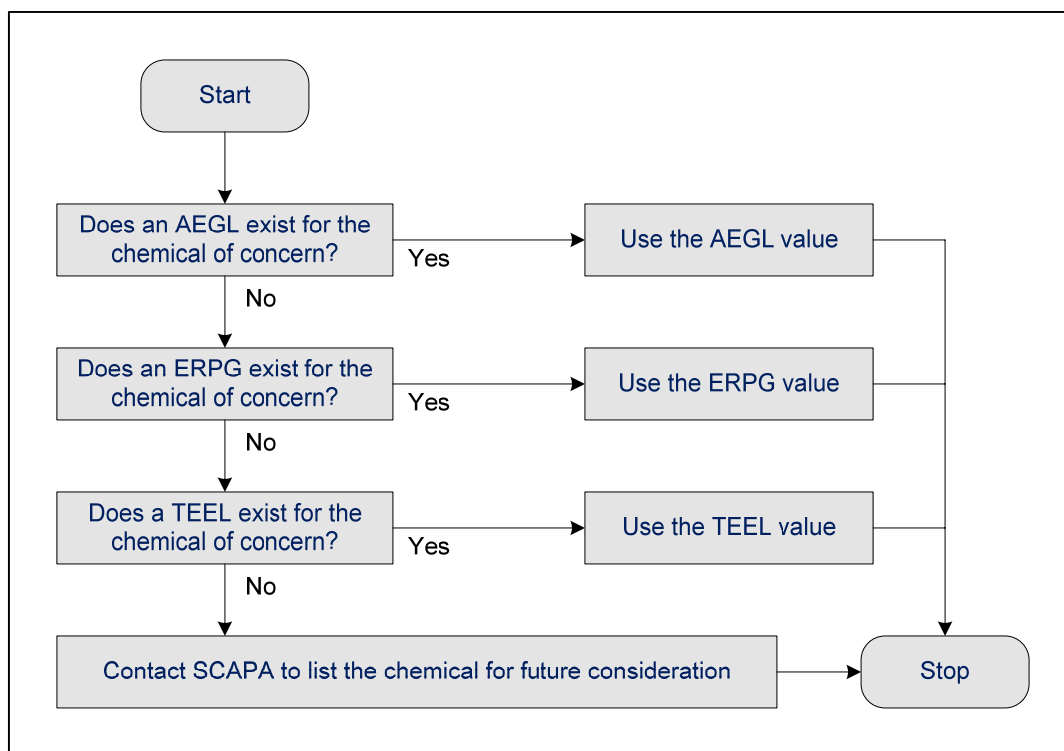 Start
Does an AEGL exist for the
chemical of concern?
Yes
Use the AEGL value
No
Does an ERPG exist for the
chemical of concern?
Yes
Use the ERPG value
No
Does a TEEL exist for the
chemical of concern?
Yes
Use the TEEL value
No
Contact SCAPA to list the chemical for future consideration
Stop